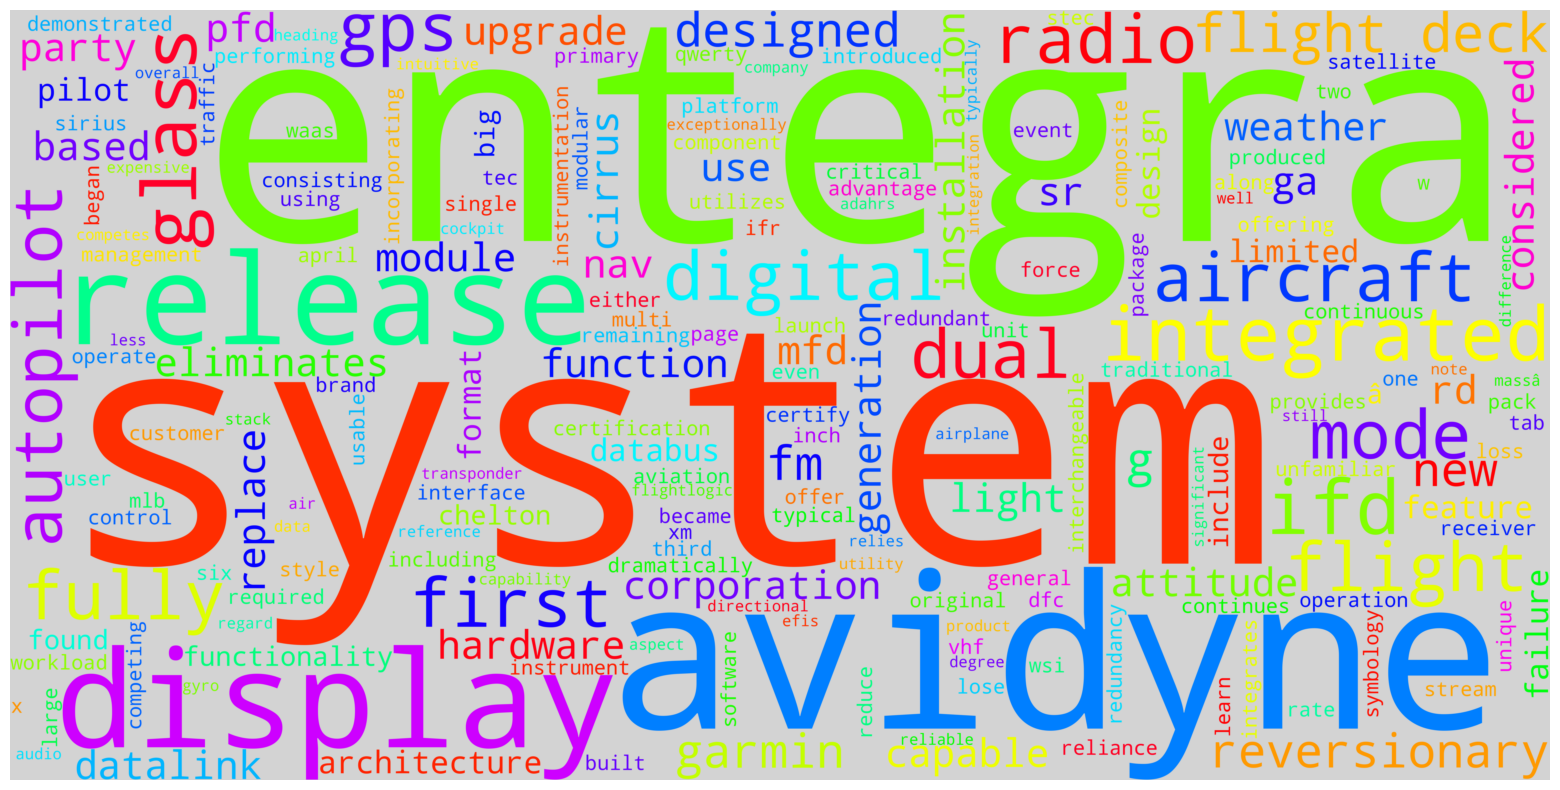 demonstrated
party
pfd
heading
performing
overall
gps
intuitive
upgrade
primary
designed
qwerty
company
introduced
stec
radio
flight deck
satellite
pilot
sirius
based
expensive
began
traffic
glass
entegra
waas
consisting
using
incorporating
big
tec
single
cockpit
instrumentation
modular
cirrus
platform
exceptionally
component
use
utilizes
ifr
critical
advantage
adahrs
installation
typically
integration
event
sr
force
composite
design
weather
two
produced
along
well
ga
offering
limited
w
considered
competes
management
april
module
nav
either
multi
remaining
page
digital
package
aircraft
continuous
difference
autopilot
release
less
operate
eliminates
brand
format
function
launch
mfd
even
redundant
generation
unit
dual
integrated
traditional
interchangeable
provides
â
one
note
rd
massâ
pack
tab
still
system
stack
customer
usable
certification
databus
certify
inch
airplane
mode
loss
user
mlb
control
replace
air
data
transponder
interface
chelton
reference
aviation
flightlogic
became
xm
third
fm
offer
typical
relies
light
g
significant
include
new
unfamiliar
ifd
feature
receiver
fully
six
style
required
regard
including
capability
first
dramatically
corporation
directional
efis
utility
general
original
dfc
attitude
continues
flight
operation
found
workload
competing
functionality
gyro
hardware
instrument
aspect
software
avidyne
product
vhf
degree
lose
wsi
redundancy
integrates
learn
rate
symbology
stream
unique
failure
x
large
audio
datalink
display
architecture
built
garmin
reduce
reliable
capable
reliance
reversionary